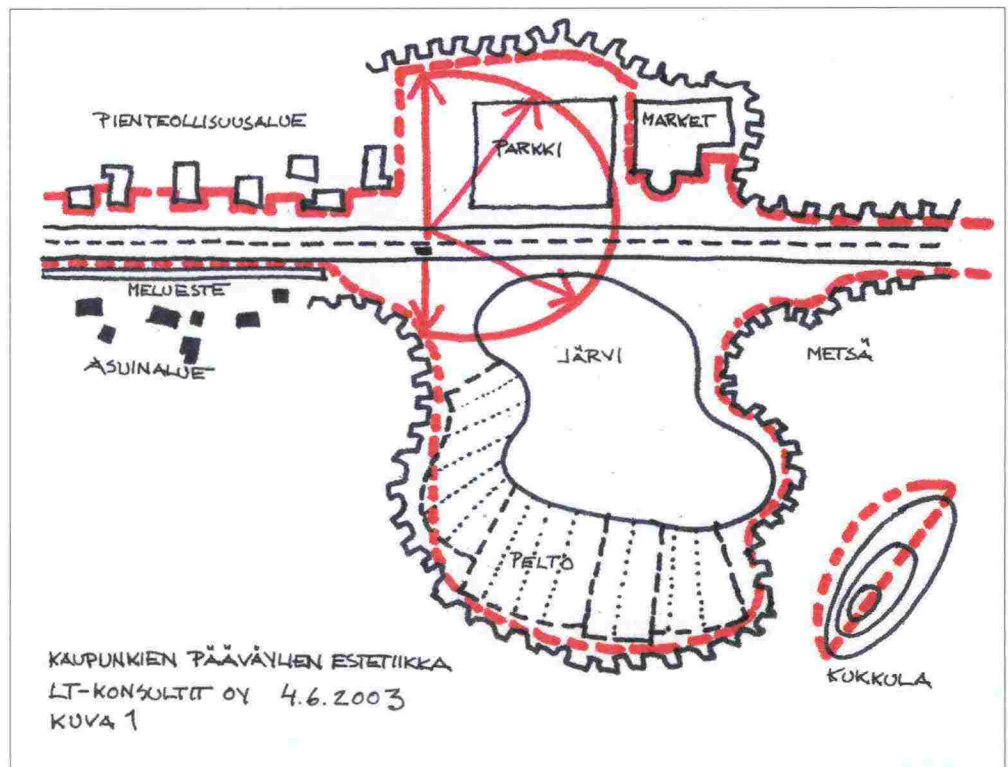 PIENTEOLLISUUSALUE
MARKET
PARKKI
MELUESTE
ASUINALUE
JÄRVI
METSÄ
PELTO
KUKKULA
KAUPUNKIEN PÄÄVÄYLIEN ESTETIIKKA
LT-KONSULTIT OY 4.6.2003
KUVA 1